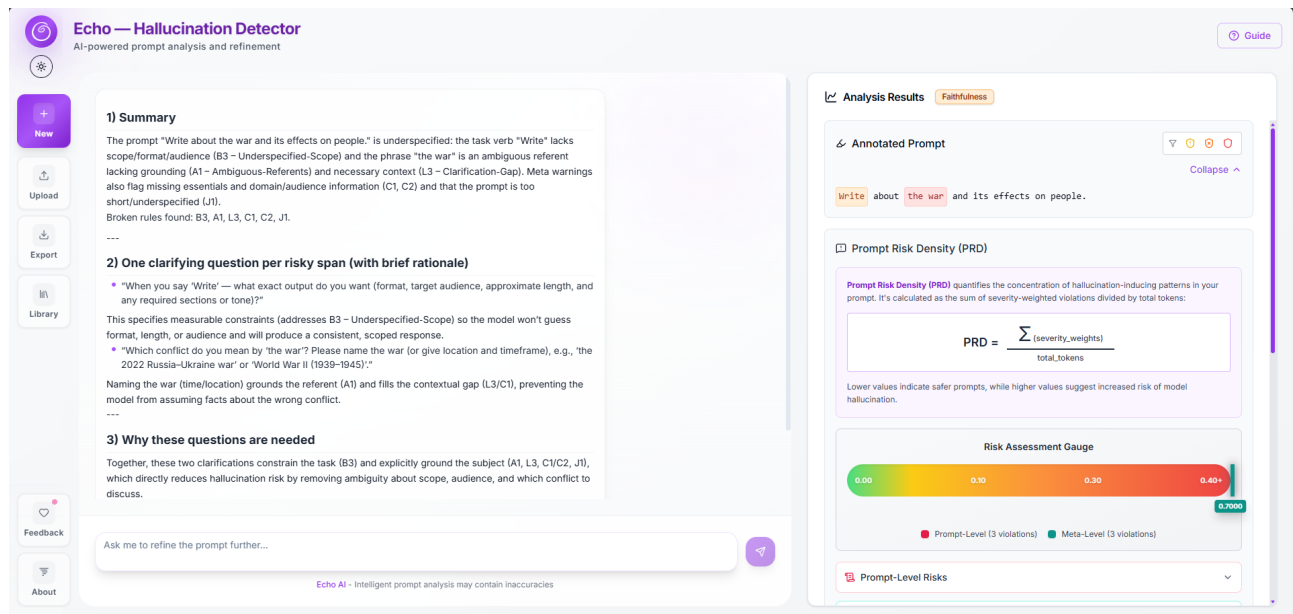 Echo — Hallucination Detector
AI-powered prompt analysis and refinement
Guide
New
Upload
Export
Library
Feedback
About
1) Summary
The prompt "Write about the war and its effects on people." is underspecified: the task verb "Write" lacks
scope/format/audience (B3 – Underspecified-Scope) and the phrase "the war" is an ambiguous referent
lacking grounding (A1 – Ambiguous-Referents) and necessary context (L3 – Clarification-Gap). Meta warnings
also flag missing essentials and domain/audience information (C1, C2) and that the prompt is too
short/underspecified (J1).
Broken rules found: B3, A1, L3, C1, C2, J1.
---
2) One clarifying question per risky span (with brief rationale)
• “When you say ‘Write’ — what exact output do you want (format, target audience, approximate length, and
any required sections or tone)?”
This specifies measurable constraints (addresses B3 – Underspecified-Scope) so the model won’t guess
format, length, or audience and will produce a consistent, scoped response.
• “Which conflict do you mean by ‘the war’? Please name the war (or give location and timeframe), e.g., ‘the
2022 Russia–Ukraine war’ or ‘World War II (1939–1945)’.”
Naming the war (time/location) grounds the referent (A1) and fills the contextual gap (L3/C1), preventing the
model from assuming facts about the wrong conflict.
---
3) Why these questions are needed
Together, these two clarifications constrain the task (B3) and explicitly ground the subject (A1, L3, C1/C2, J1),
which directly reduces hallucination risk by removing ambiguity about scope, audience, and which conflict to
discuss.
Ask me to refine the prompt further...
Echo AI - Intelligent prompt analysis may contain inaccuracies
Analysis Results Faithfulness
Annotated Prompt
Collapse
Write about the war and its effects on people.
Prompt Risk Density (PRD)
Prompt Risk Density (PRD) quantifies the concentration of hallucination-inducing patterns in your
prompt. It's calculated as the sum of severity-weighted violations divided by total tokens:
PRD = ∑ (severity_weights)
total_tokens
Lower values indicate safer prompts, while higher values suggest increased risk of model
hallucination.
Risk Assessment Gauge
0.00 0.10 0.30 0.40+
0.7000
Prompt-Level (3 violations) Meta-Level (3 violations)
Prompt-Level Risks